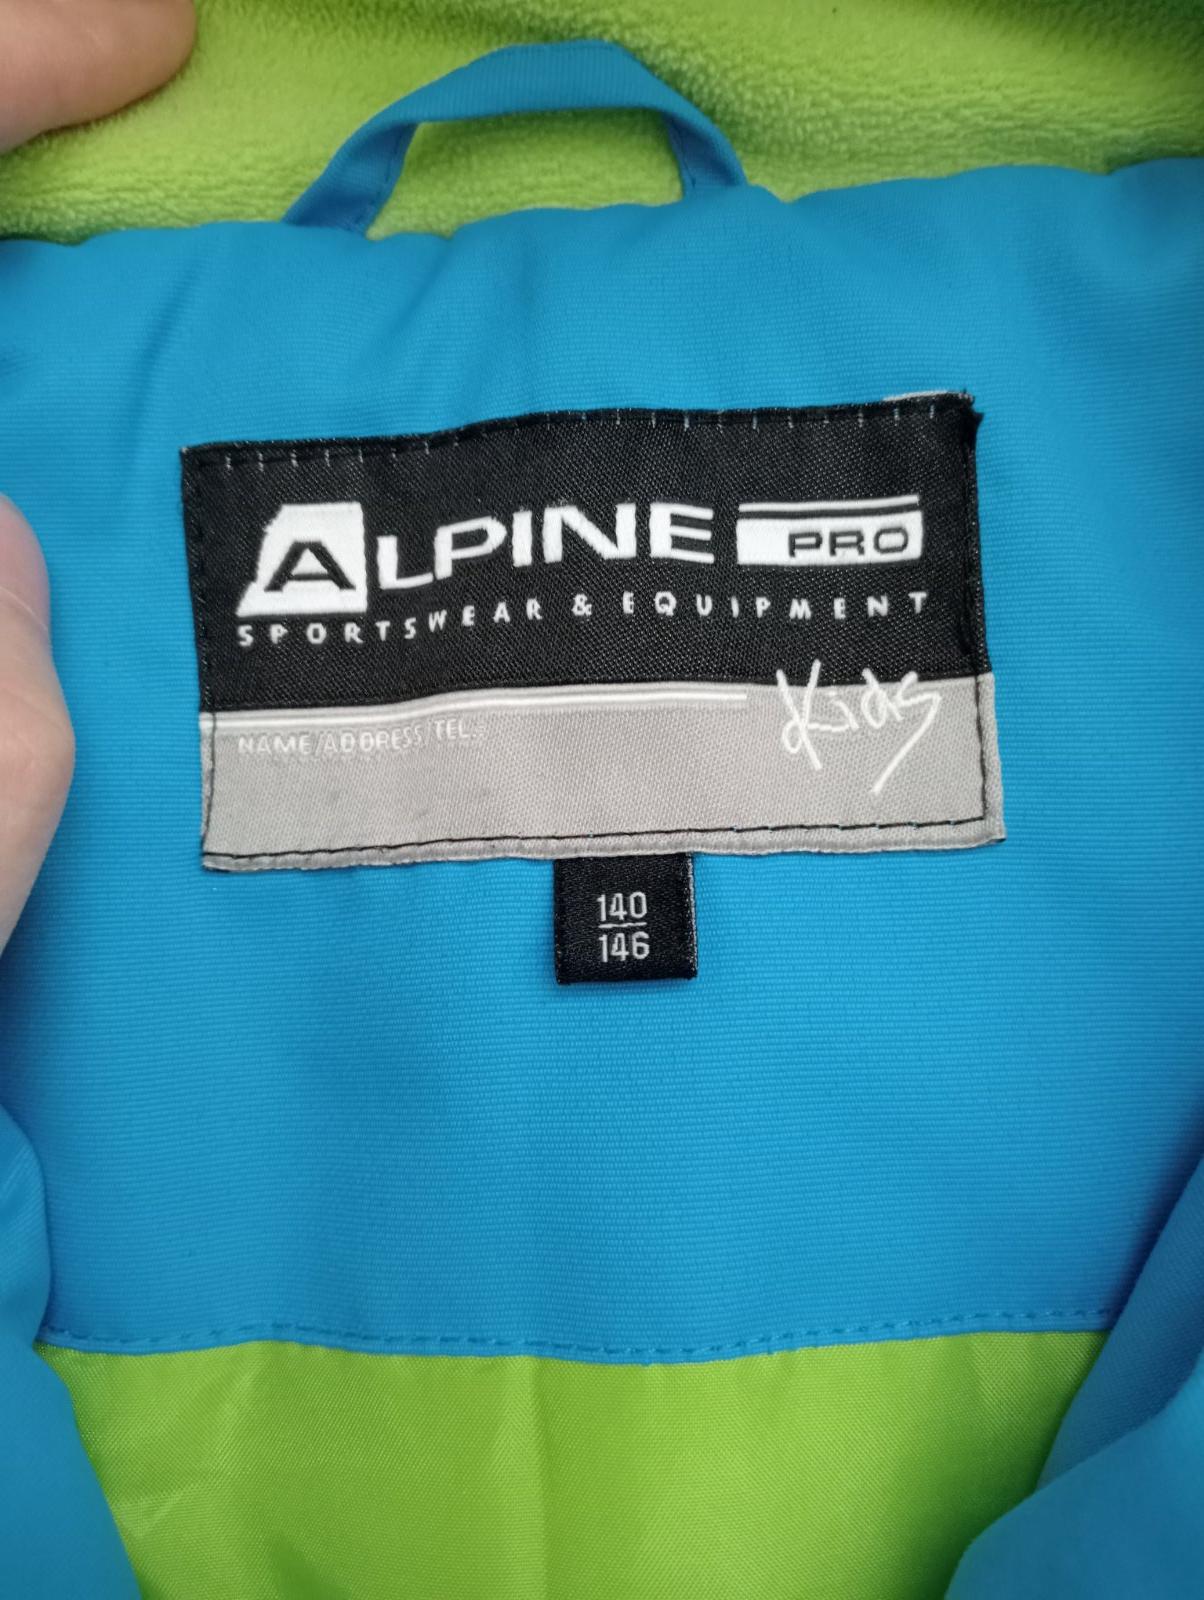 ALPINE PRO
SPORTSWEAR & EQUIPMENT
Kids
NAME/ADDRESS/TEL.:
140
146